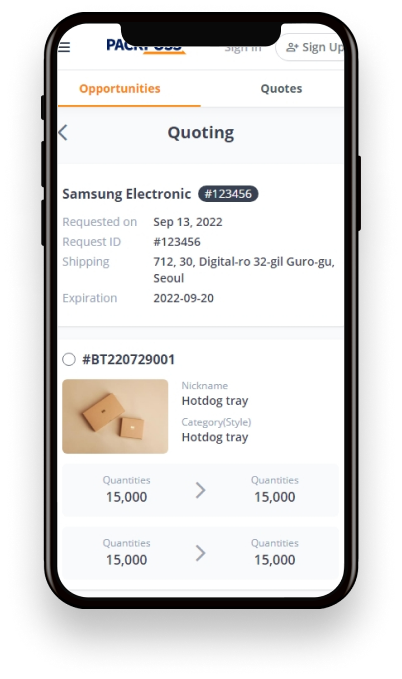 Sign In Sign Up
Opportunities Quotes
Quoting
Samsung Electronic #123456
Requested on Sep 13, 2022
Request ID #123456
Shipping 712, 30, Digital-ro 32-gil Guro-gu,
Seoul
Expiration 2022-09-20
#BT220729001
Nickname
Hotdog tray
Category(Style)
Hotdog tray
Quantities Quantities
15,000 15,000
Quantities Quantities
15,000 15,000